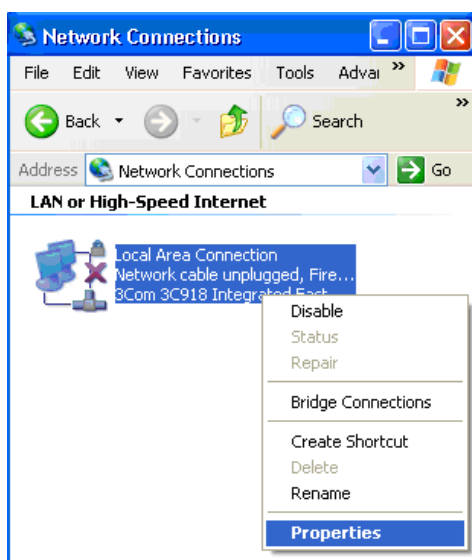 Network Connections
File Edit View Favorites Tools Advar »
Back Search »
Address Network Connections Go
LAN or High-Speed Internet
Local Area Connection
Network cable unplugged, Fire...
3Com 3C918 Integrated Fast
Disable
Status
Repair
Bridge Connections
Create Shortcut
Delete
Rename
Properties